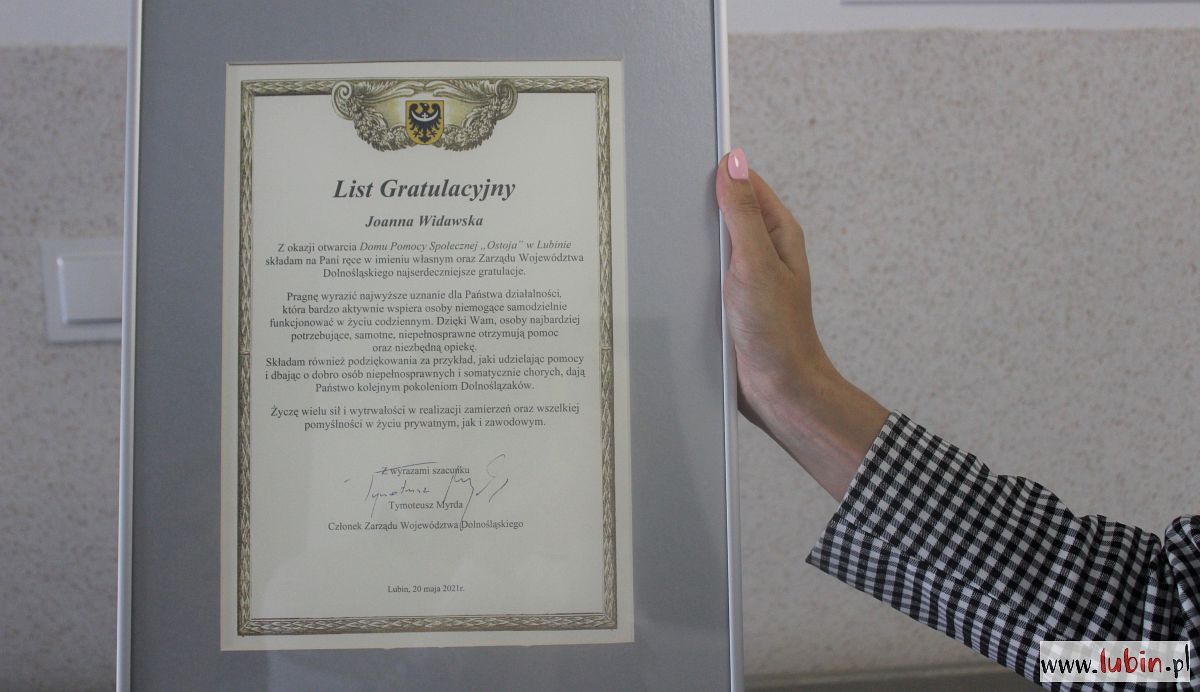 List Gratulacyjny
Joanna Widawska
Z okazji otwarcia Domu Pomocy Społecznej „Ostoja” w Lubinie
składam na Pani ręce w imieniu własnym oraz Zarządu Województwa
Dolnośląskiego najserdeczniejsze gratulacje.
Pragnę wyrazić najwyższe uznanie dla Państwa działalności,
która bardzo aktywnie wspiera osoby niemogące samodzielnie
funkcjonować w życiu codziennym. Dzięki Wam, osoby najbardziej
potrzebujące, samotne, niepełnosprawne otrzymują pomoc
oraz niezbędną opiekę.
Składam również podziękowania za przykład, jaki udzielając pomocy
i dbając o dobro osób niepełnosprawnych i somatycznie chorych, dają
Państwo kolejnym pokoleniom Dolnoślązaków.
Życzę wielu sił i wytrwałości w realizacji zamierzeń oraz wszelkiej
pomyślności w życiu prywatnym, jak i zawodowym.
Z wyrazami szacunku
Tymoteusz Myrda
Tymoteusz Myrda
Członek Zarządu Województwa Dolnośląskiego
Lubin, 20 maja 2021r.
www.lubin.pl